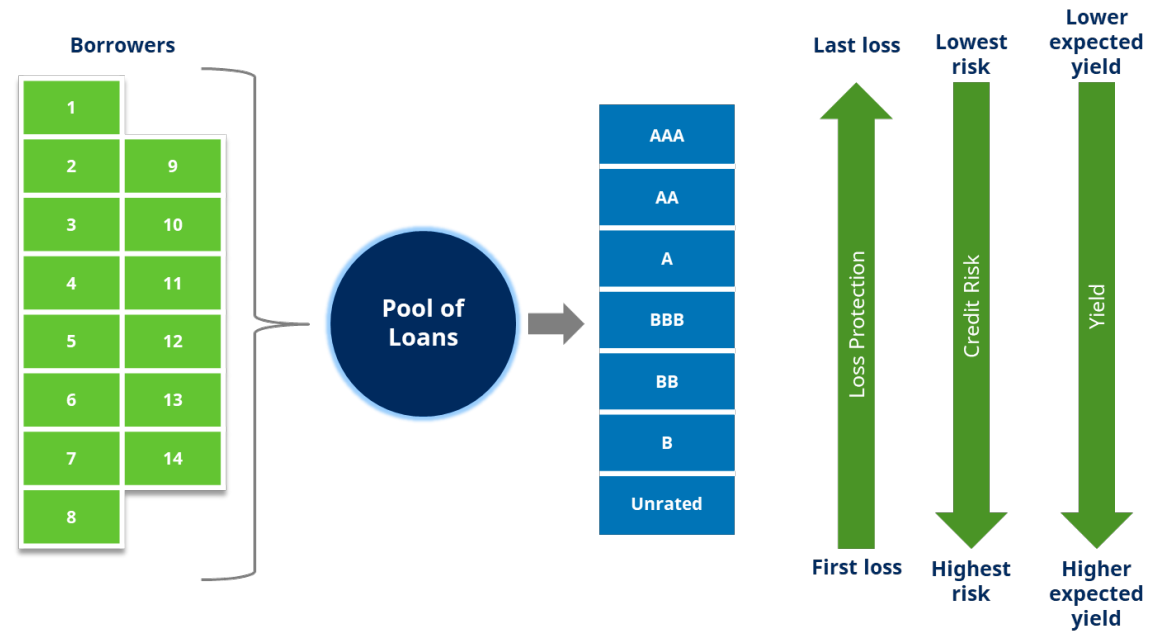 Borrowers
1
2
3
4
5
6
7
8
9
10
11
12
13
14
Pool of
Loans
AAA
AA
A
BBB
BB
B
Unrated
Last loss
Loss Protection
First loss
Lowest
risk
Credit Risk
Highest
risk
Lower
expected
yield
Yield
Higher
expected
yield